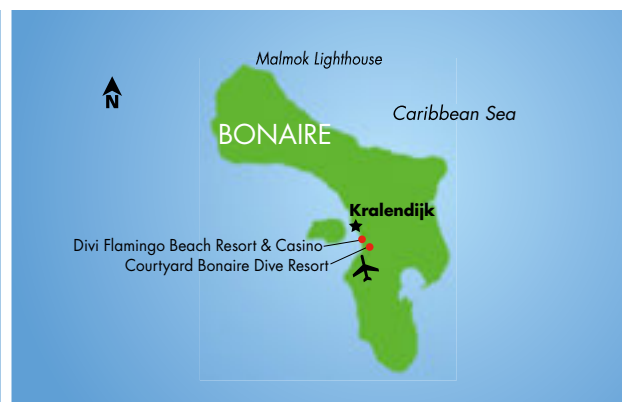 Malmok Lighthouse
N
Caribbean Sea
BONAIRE
Kralendijk
Divi Flamingo Beach Resort & Casino
Courtyard Bonaire Dive Resort